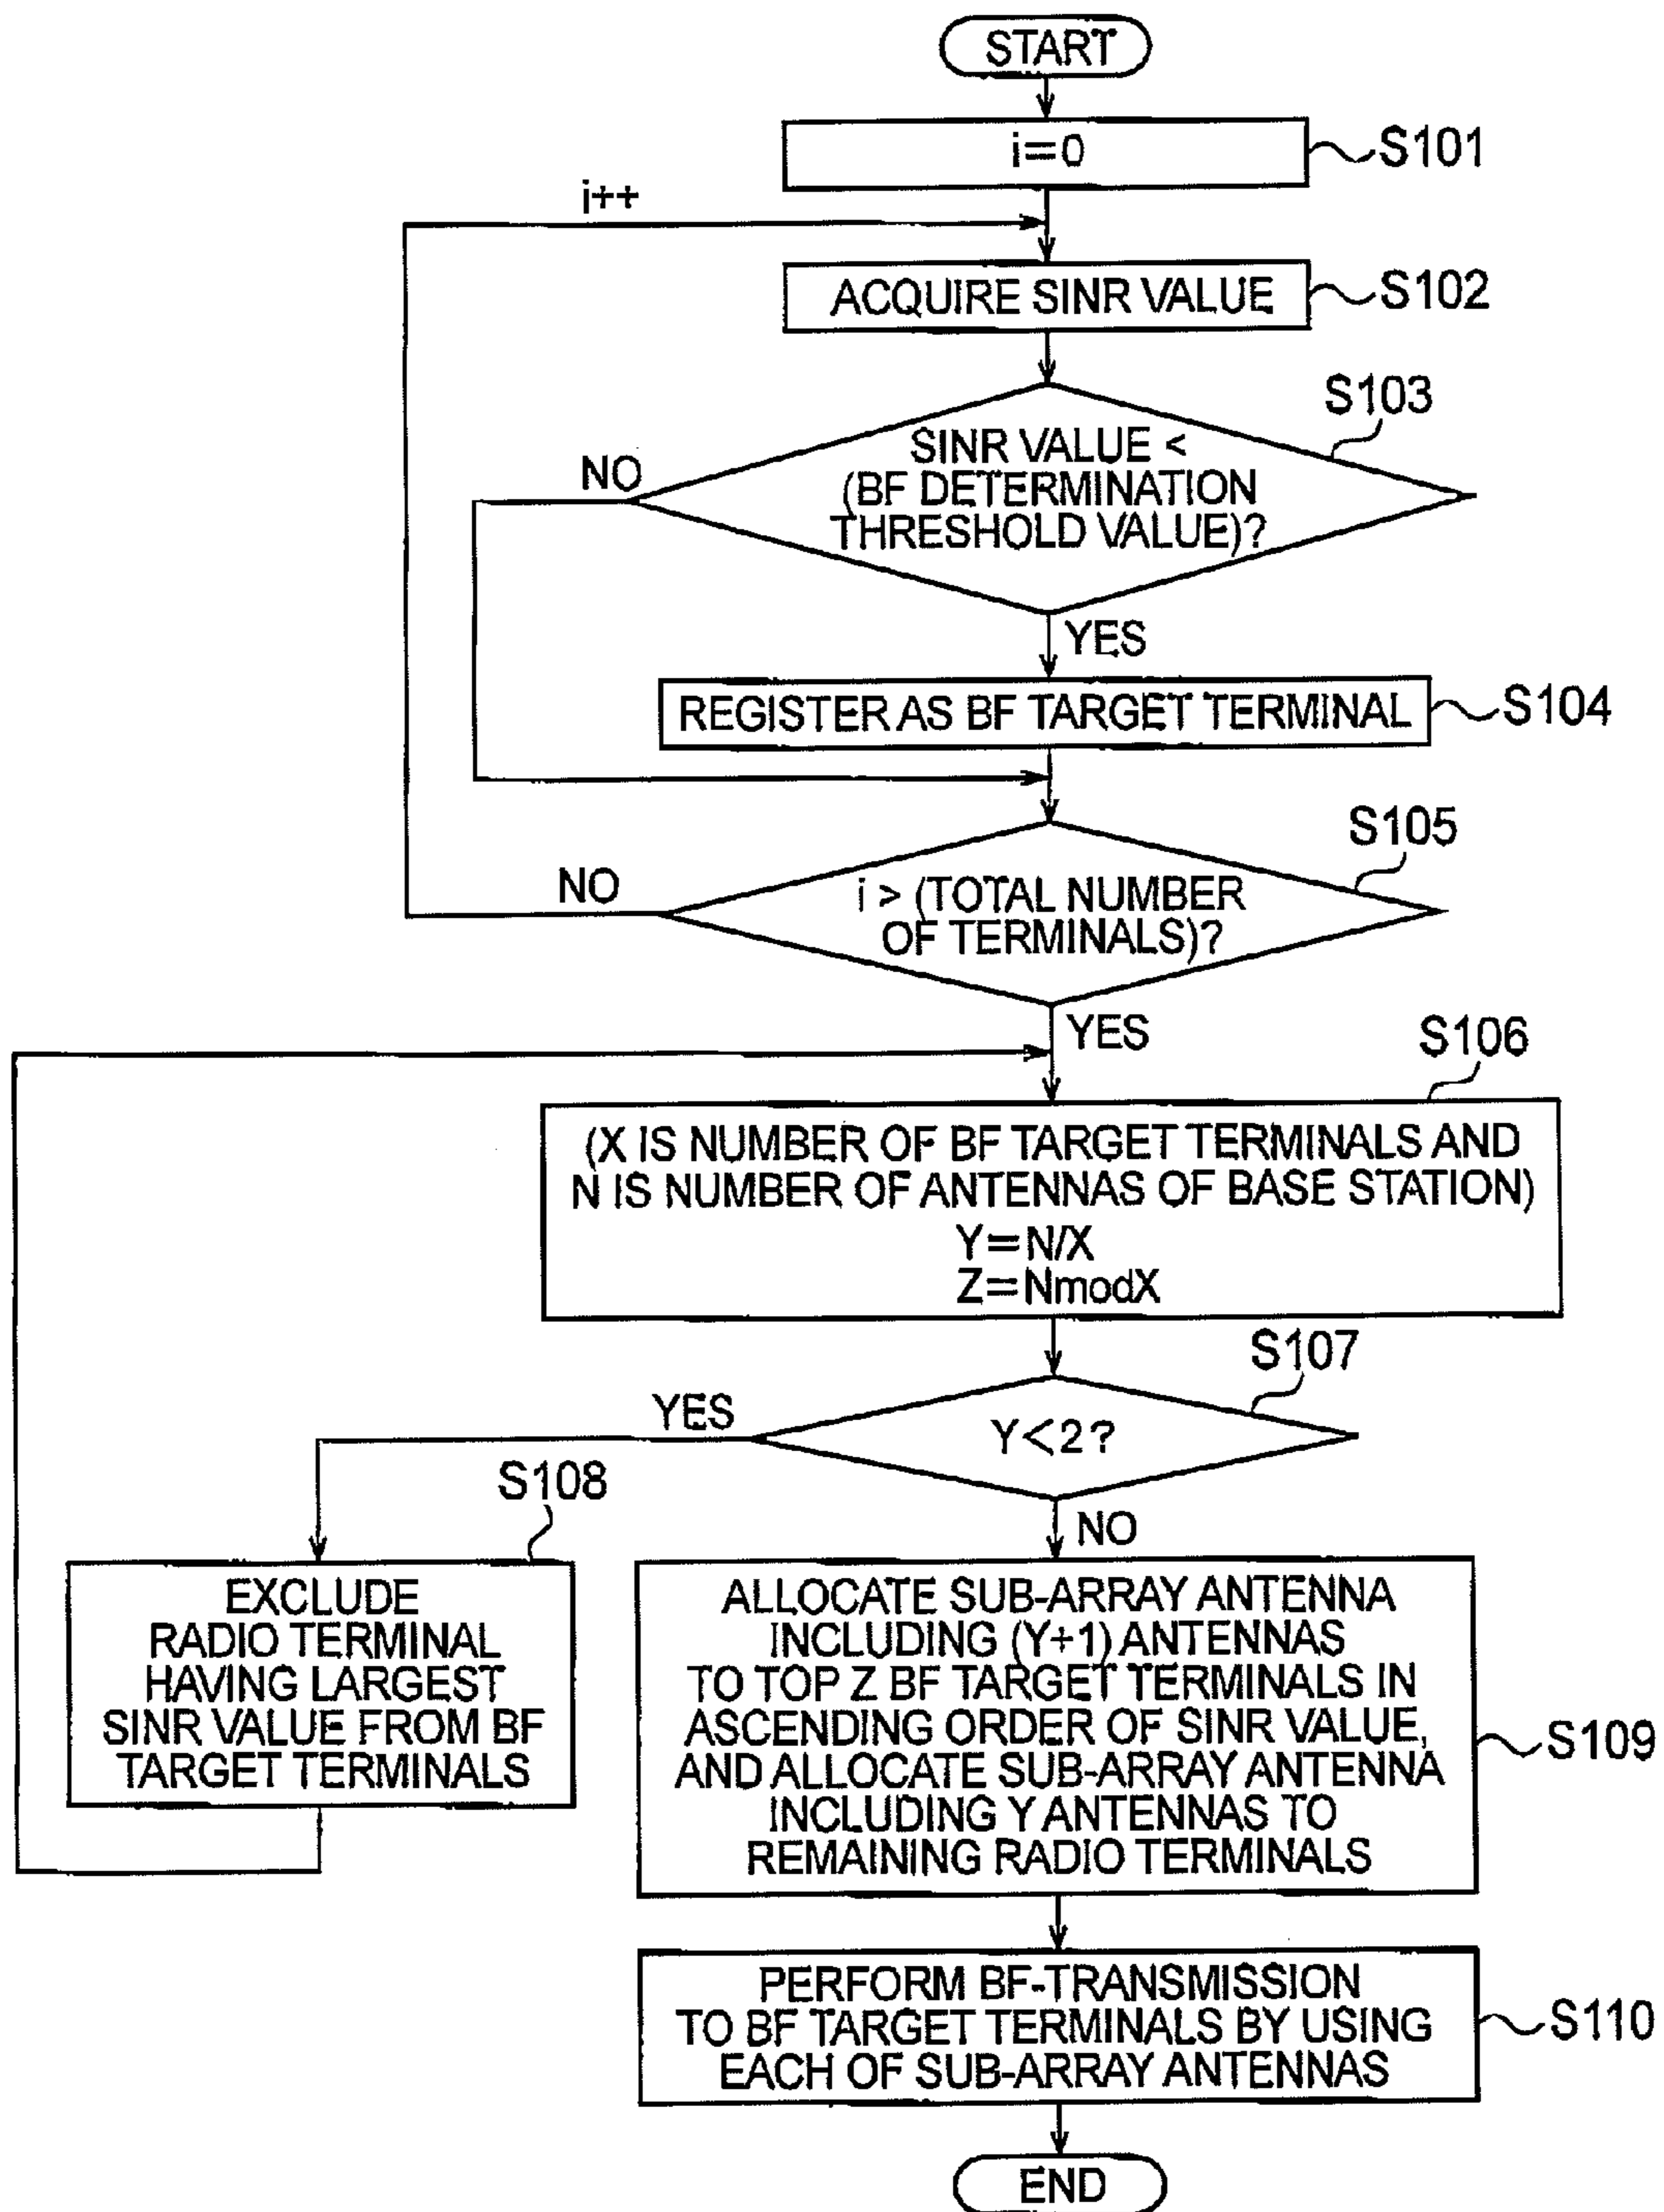 START
i=0
S101
i++
ACQUIRE SINR VALUE
S102
S103
SINR VALUE <
(BF DETERMINATION
THRESHOLD VALUE)?
NO
YES
REGISTER AS BF TARGET TERMINAL
S104
S105
i > (TOTAL NUMBER
OF TERMINALS)?
NO
YES
S106
(X IS NUMBER OF BF TARGET TERMINALS AND
N IS NUMBER OF ANTENNAS OF BASE STATION)
Y=N/X
Z=NmodX
S107
Y<2?
YES
NO
S108
EXCLUDE
RADIO TERMINAL
HAVING LARGEST
SINR VALUE FROM BF
TARGET TERMINALS
ALLOCATE SUB-ARRAY ANTENNA
INCLUDING (Y+1) ANTENNAS
TO TOP Z BF TARGET TERMINALS IN
ASCENDING ORDER OF SINR VALUE,
AND ALLOCATE SUB-ARRAY ANTENNA
INCLUDING Y ANTENNAS TO
REMAINING RADIO TERMINALS
S109
PERFORM BF-TRANSMISSION
TO BF TARGET TERMINALS BY USING
EACH OF SUB-ARRAY ANTENNAS
S110
END